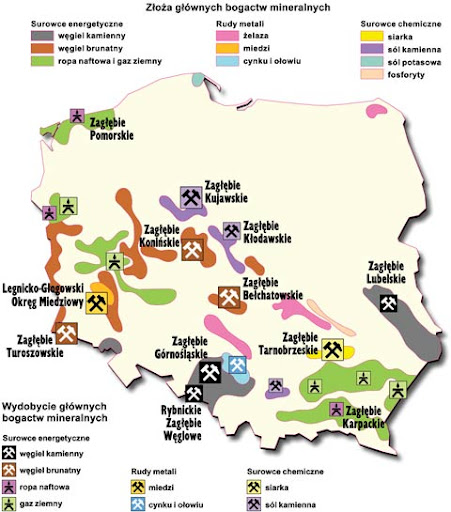 Złoża głównych bogactw mineralnych
Surowce energetyczne
węgiel kamienny
węgiel brunatny
ropa naftowa i gaz ziemny
Rudy metali
żelaza
miedzi
cynku i ołowiu
Surowce chemiczne
siarka
sól kamienna
sól potasowa
fosforyty
Zagłębie
Pomorskie
Zagłębie
Kujawskie
Zagłębie
Konińskie
Zagłębie
Kłodawskie
Zagłębie
Lubelskie
Legnicko-Głogowski
Okręg Miedziowy
Zagłębie
Bełchatowskie
Zagłębie
Turoszowskie
Zagłębie
Górnośląskie
Zagłębie
Tarnobrzeskie
Rybnickie
Zagłębie
Węglowe
Zagłębie
Karpackie
Wydobycie głównych
bogactw mineralnych
Surowce energetyczne
węgiel kamienny
węgiel brunatny
ropa naftowa
gaz ziemny
Rudy metali
miedzi
cynku i ołowiu
Surowce chemiczne
siarka
sól kamienna